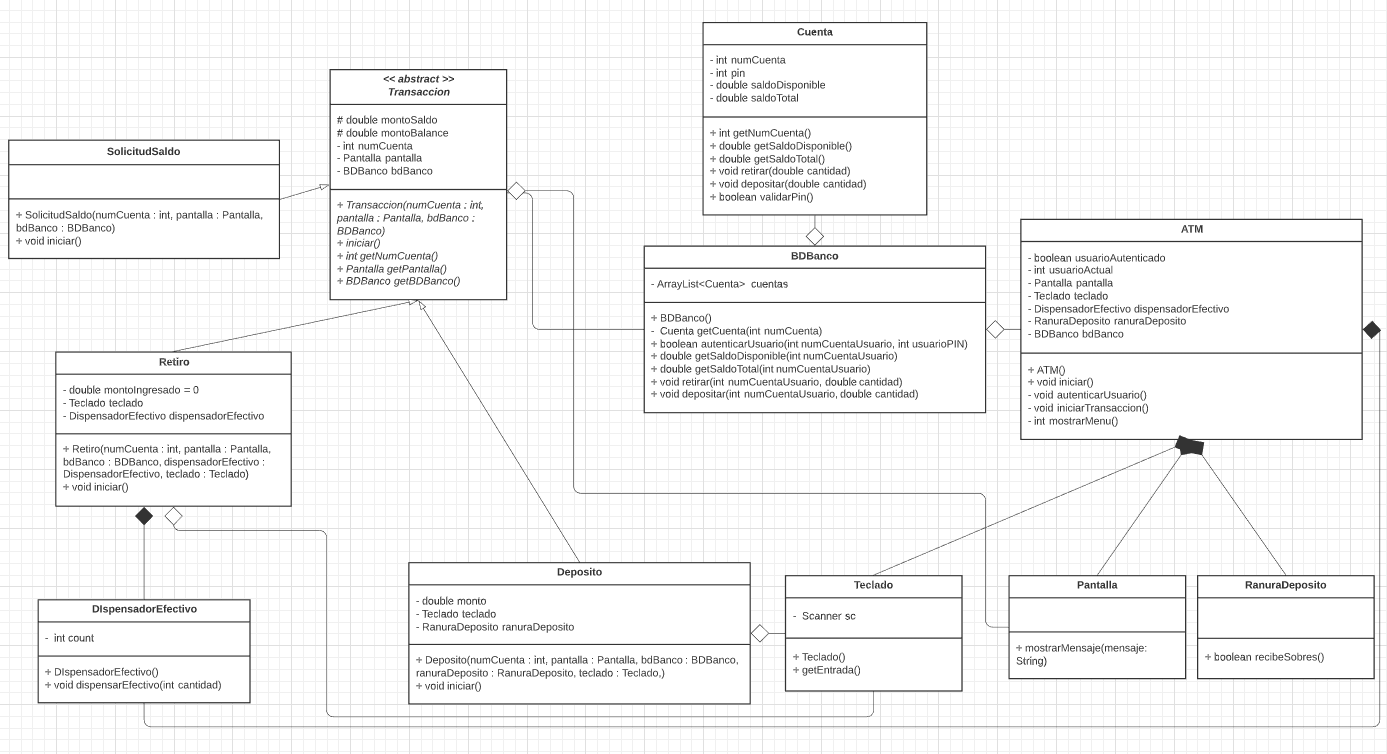 Cuenta
- int numCuenta
- int pin
- double saldoDisponible
- double saldoTotal
+ int getNumCuenta()
+ double getSaldoDisponible()
+ double getSaldoTotal()
+ void retirar(double cantidad)
+ void depositar(double cantidad)
+ boolean validarPin()
<< abstract >>
Transaccion
# double montoSaldo
# double montoBalance
- int numCuenta
- Pantalla pantalla
- BDBanco bdBanco
+ Transaccion(numCuenta : int,
pantalla : Pantalla, bdBanco :
BDBanco)
+ iniciar()
+ int getNumCuenta()
+ Pantalla getPantalla()
+ BDBanco getBDBanco()
SolicitudSaldo
+ SolicitudSaldo(numCuenta : int, pantalla : Pantalla,
bdBanco : BDBanco)
+ void iniciar()
BDBanco
- ArrayList<Cuenta> cuentas
+ BDBanco()
- Cuenta getCuenta(int numCuenta)
+ boolean autenticarUsuario(int numCuentaUsuario, int usuarioPIN)
+ double getSaldoDisponible(int numCuentaUsuario)
+ double getSaldoTotal(int numCuentaUsuario)
+ void retirar(int numCuentaUsuario, double cantidad)
+ void depositar(int numCuentaUsuario, double cantidad)
ATM
- boolean usuarioAutenticado
- int usuarioActual
- Pantalla pantalla
- Teclado teclado
- DispensadorEfectivo dispensadorEfectivo
- RanuraDeposito ranuraDeposito
- BDBanco bdBanco
+ ATM()
+ void iniciar()
- void autenticarUsuario()
- void iniciarTransaccion()
- int mostrarMenu()
Retiro
- double montoIngresado = 0
- Teclado teclado
- DispensadorEfectivo dispensadorEfectivo
+ Retiro(numCuenta : int, pantalla : Pantalla,
bdBanco : BDBanco, dispensadorEfectivo :
DispensadorEfectivo, teclado : Teclado)
+ void iniciar()
DIspensadorEfectivo
- int count
+ DIspensadorEfectivo()
+ void dispensarEfectivo(int cantidad)
Deposito
- double monto
- Teclado teclado
- RanuraDeposito ranuraDeposito
+ Deposito(numCuenta : int, pantalla : Pantalla, bdBanco : BDBanco,
ranuraDeposito : RanuraDeposito, teclado : Teclado,)
+ void iniciar()
Teclado
- Scanner sc
+ Teclado()
+ getEntrada()
Pantalla
+ mostrarMensaje(mensaje:
String)
RanuraDeposito
+ boolean recibeSobres()